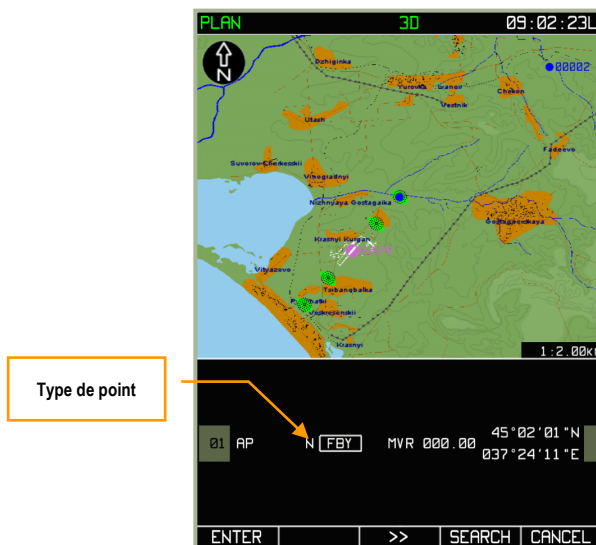 PLAN 3D 09:02:23L
N
Dzhiginka
00002
Yurovka
Chekon
Vestnik
Utash
Fadeevo
Suvorov-Cherkesskii
Vinogradnyi
Nizhnyaya Gostagaika
Gostagaevskaya
Krasnyi Kurgan
Vityazevo
Tsibanobalka
Voskresenskii
Krasnyi
1:2.00км
Type de point
01 AP N FBY MVR 000.00 45°02'01"N
037°24'11"E
ENTER >> SEARCH CANCEL